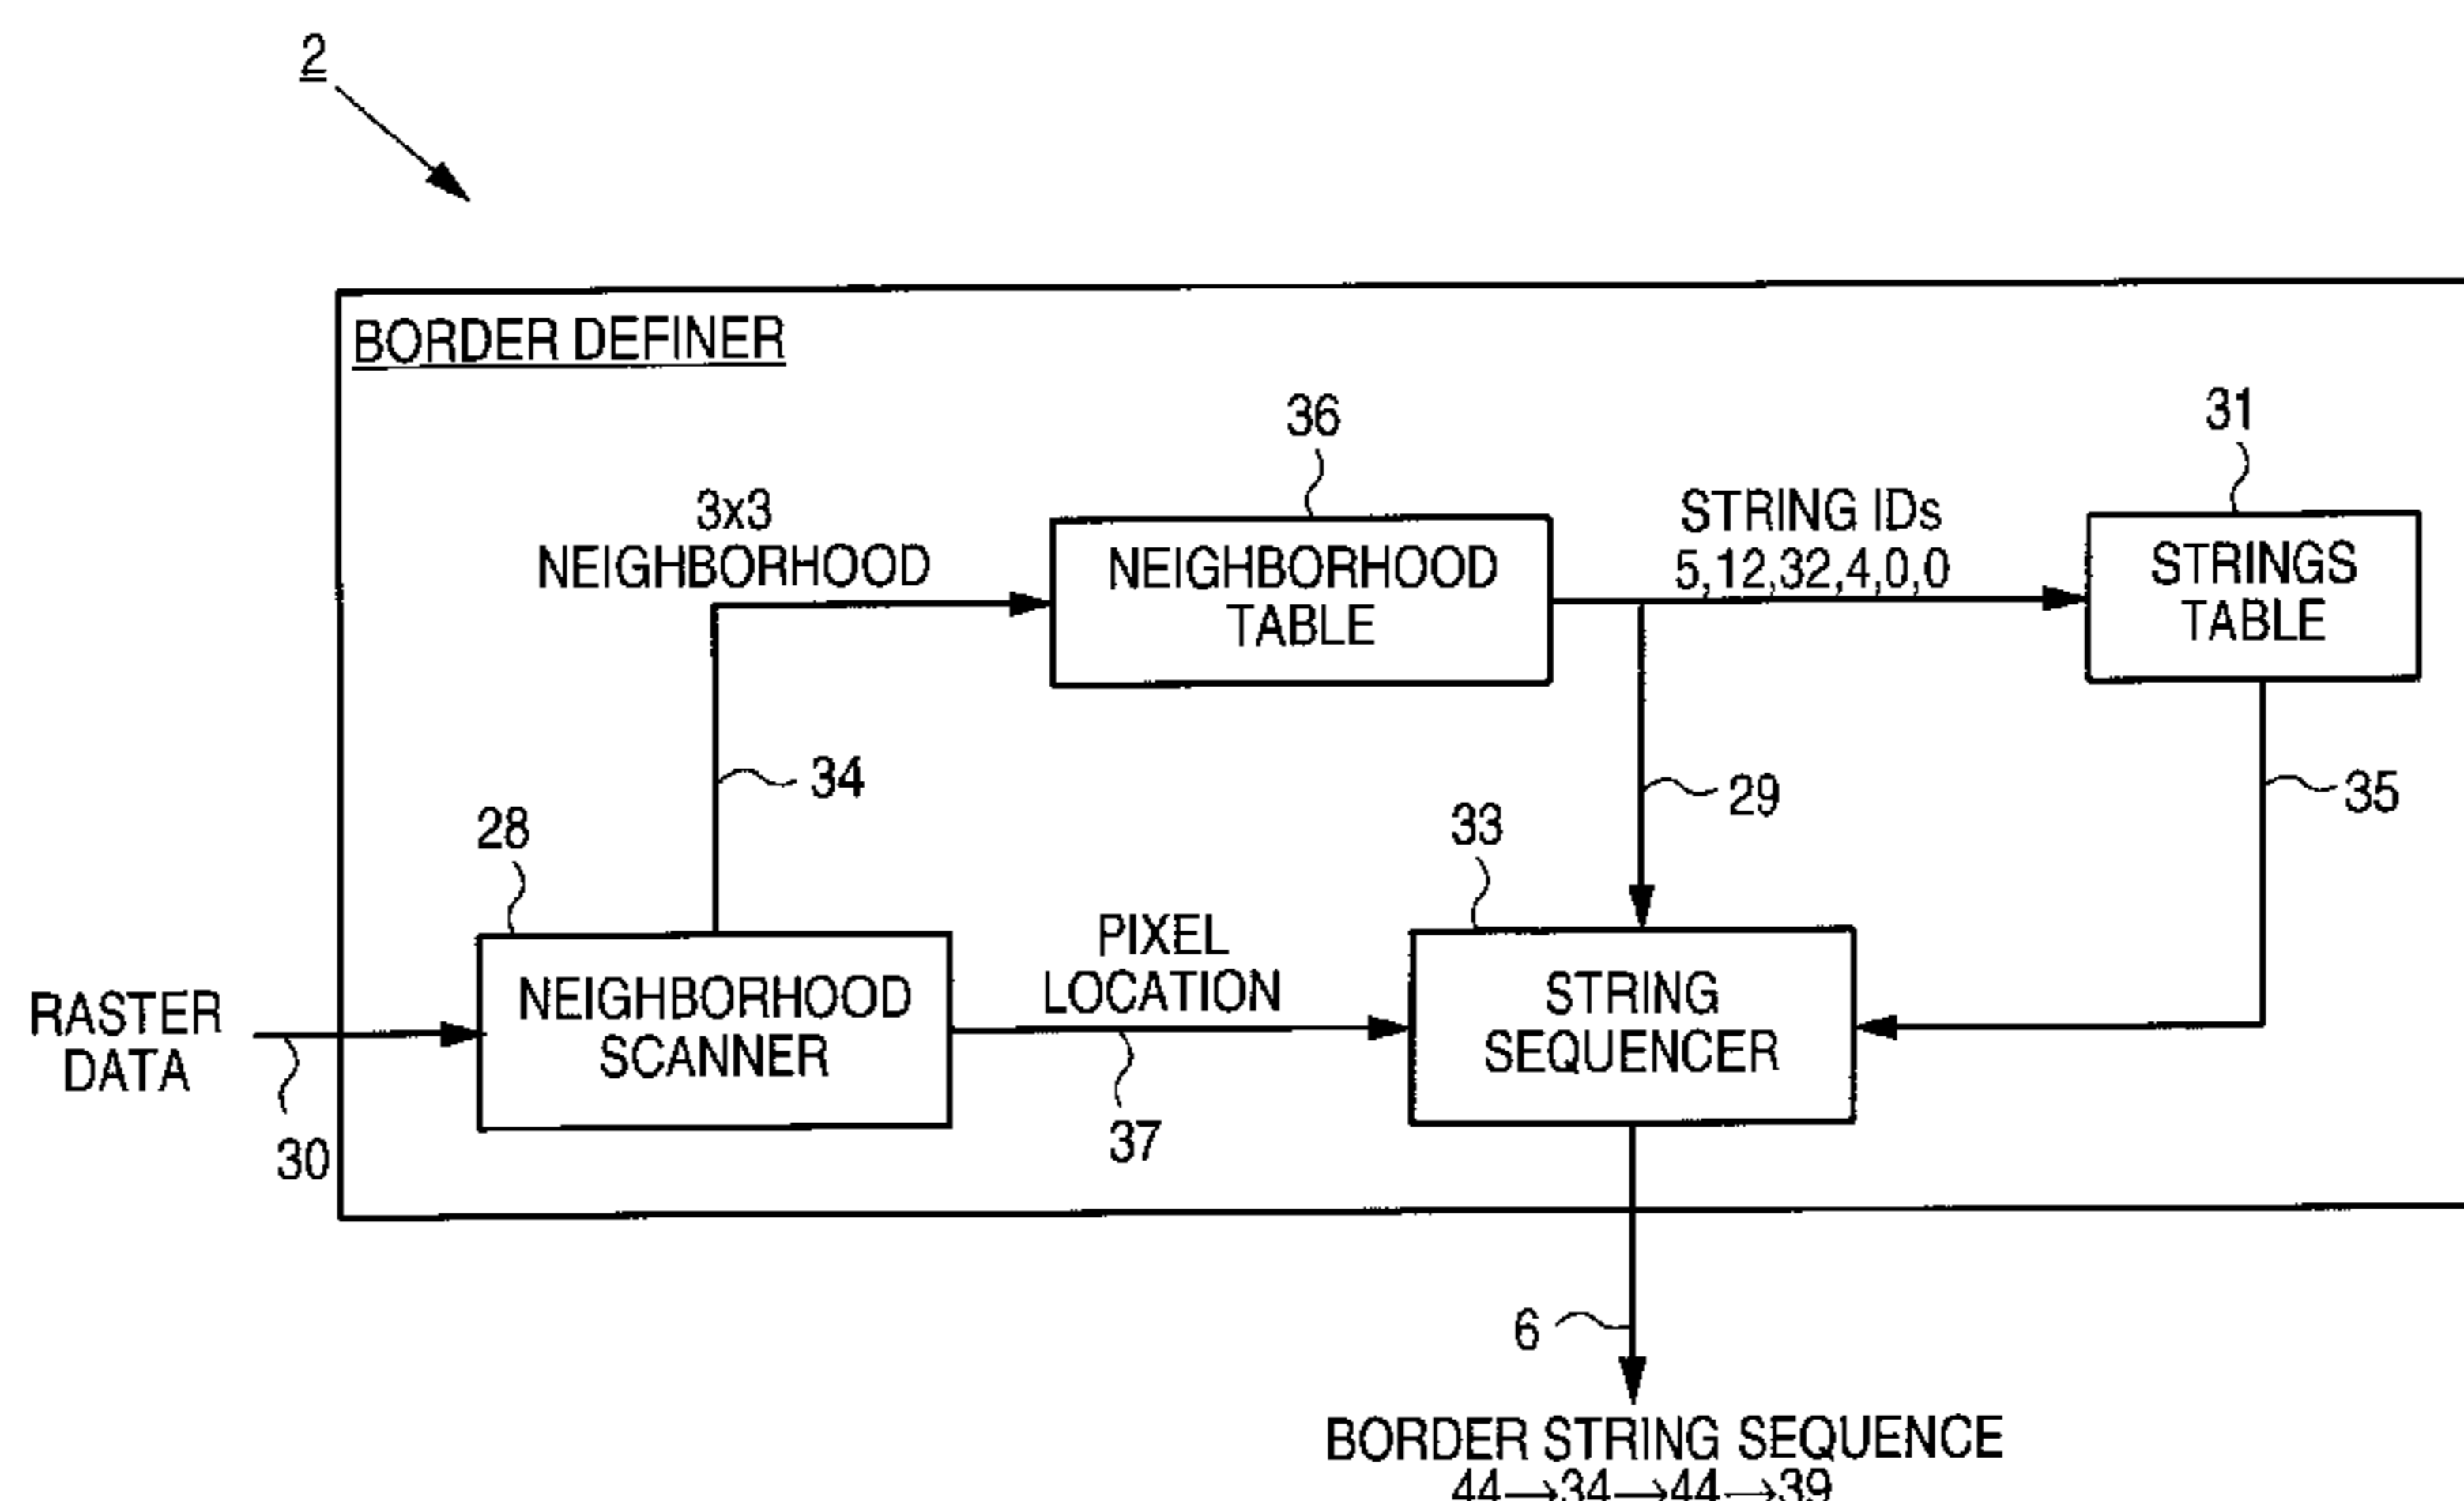 2
BORDER DEFINER
36
31
3x3
NEIGHBORHOOD
NEIGHBORHOOD
TABLE
STRING IDs
5,12,32,4,0,0
STRINGS
TABLE
34
29
35
28
33
RASTER
DATA
30
NEIGHBORHOOD
SCANNER
PIXEL
LOCATION
37
STRING
SEQUENCER
6
BORDER STRING SEQUENCE
44→34→44→39